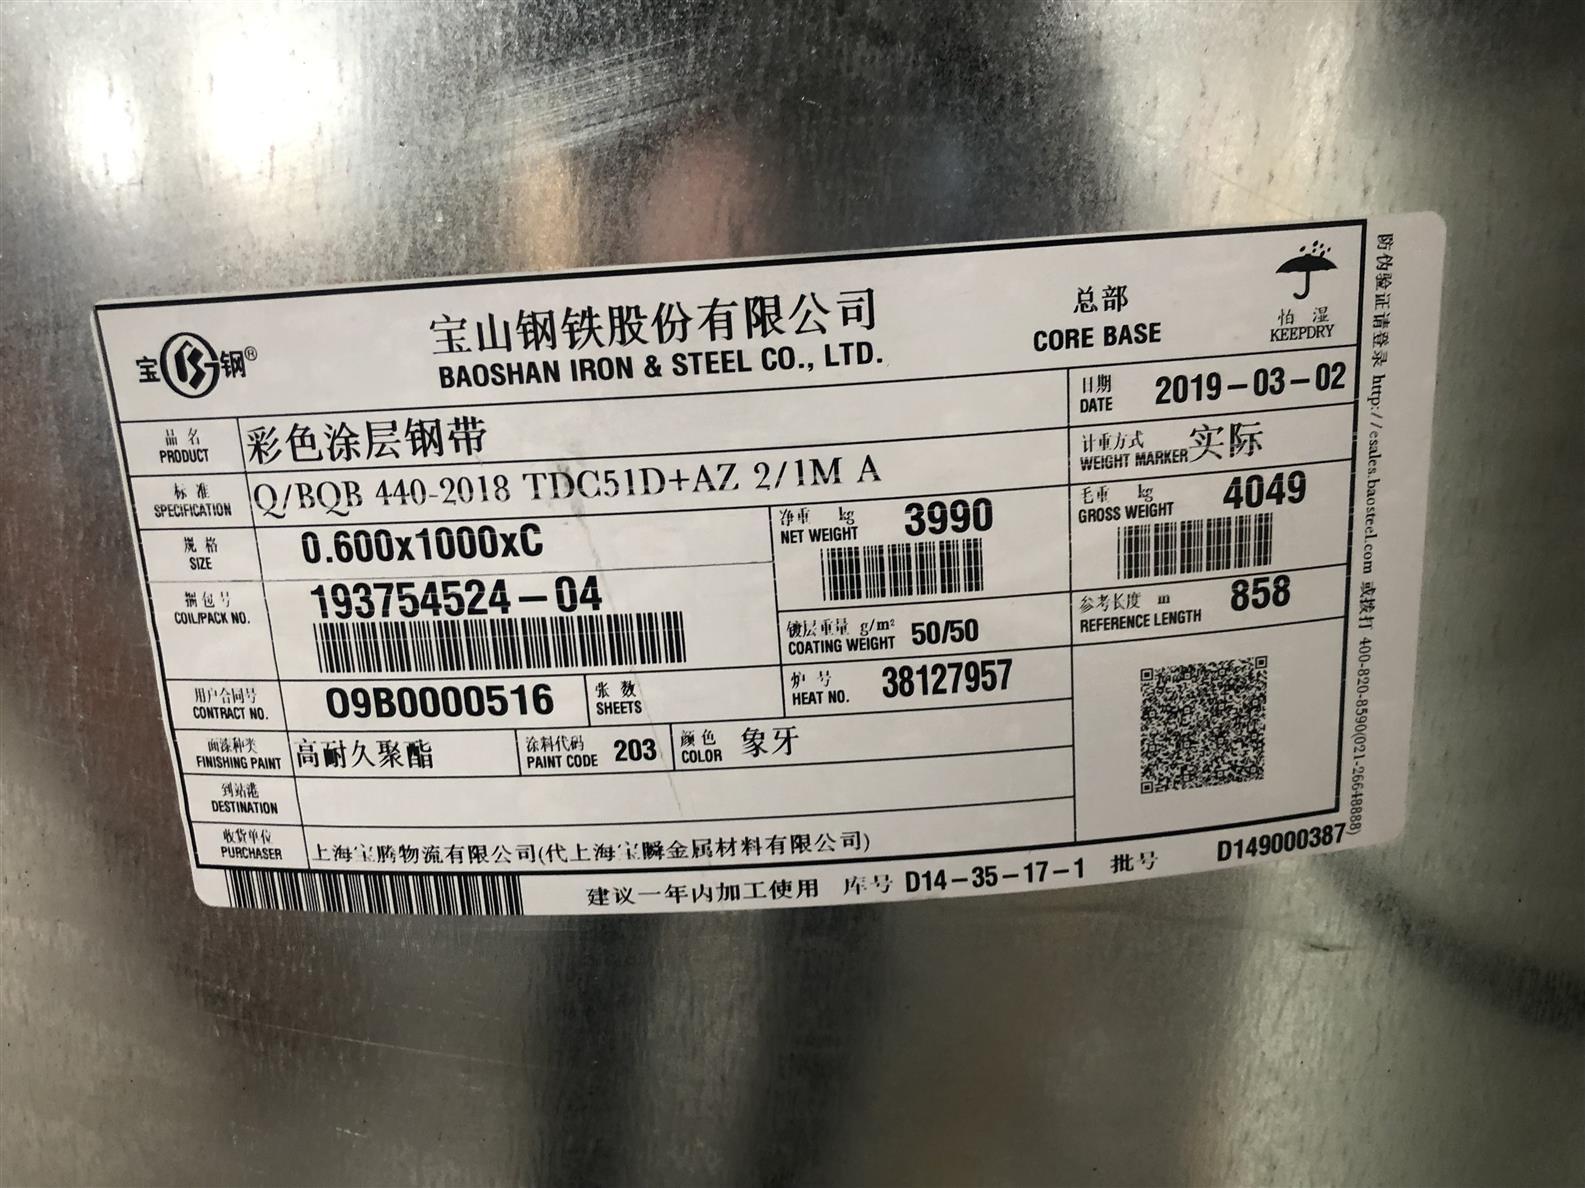 宝钢®
宝山钢铁股份有限公司
BAOSHAN IRON & STEEL CO., LTD.
总部
CORE BASE
怕 湿
KEEPDRY
品 名
PRODUCT
彩色涂层钢带
日期
DATE
2019-03-02
标 准
SPECIFICATION
Q/BQB 440-2018 TDC51D+AZ 2/1M A
计重方式
WEIGHT MARKER
实际
规 格
SIZE
0.600x1000xC
净重 kg
NET WEIGHT
3990
毛重 kg
GROSS WEIGHT
4049
捆包号
COIL/PACK NO.
193754524-04
镀层重量 g/m²
COATING WEIGHT
50/50
参考长度 m
REFERENCE LENGTH
858
用户合同号
CONTRACT NO.
09B0000516
张 数
SHEETS
炉 号
HEAT NO.
38127957
面漆种类
FINISHING PAINT
高耐久聚酯
涂料代码
PAINT CODE
203
颜 色
COLOR
象牙
到站港
DESTINATION
收货单位
PURCHASER
上海宝腾物流有限公司(代上海宝瞬金属材料有限公司)
建议一年内加工使用 库号 D14-35-17-1 批号 D149000387
防伪验证请登录 http://esales.baosteel.com 或拨打 400-820-8590(021-26648888)